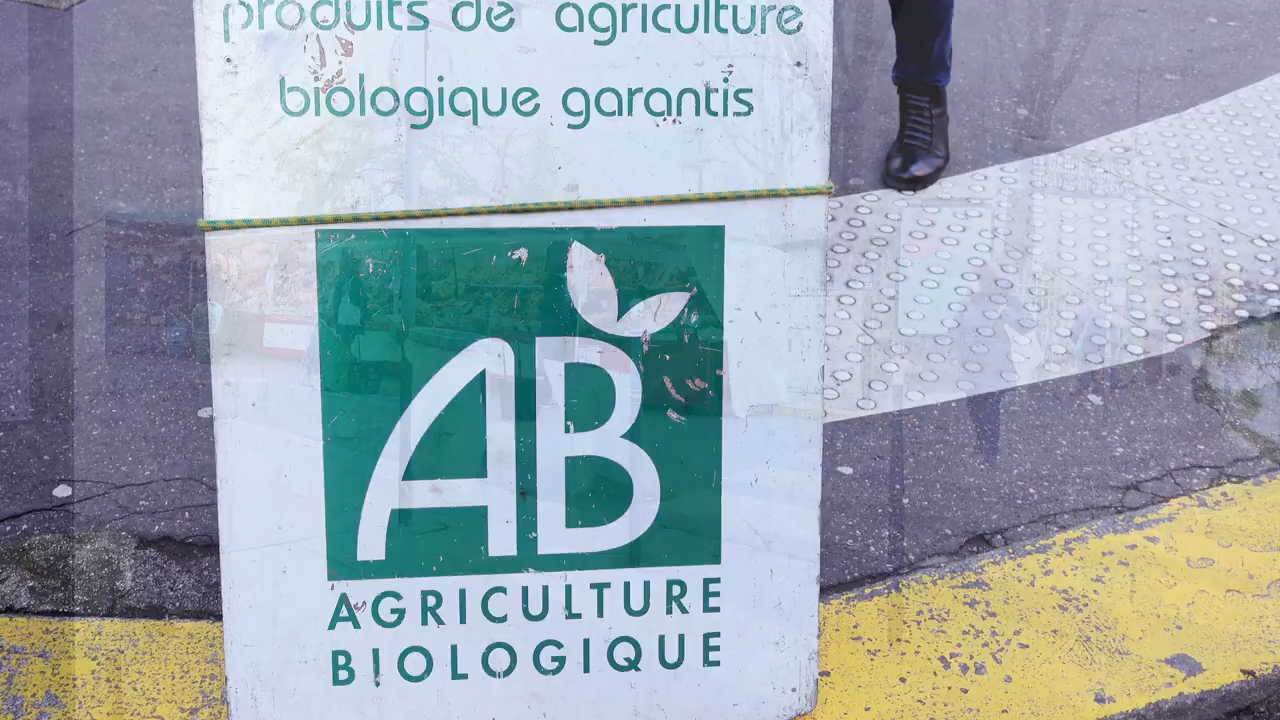 produits de agriculture
biologique garantis
AB
AGRICULTURE
BIOLOGIQUE